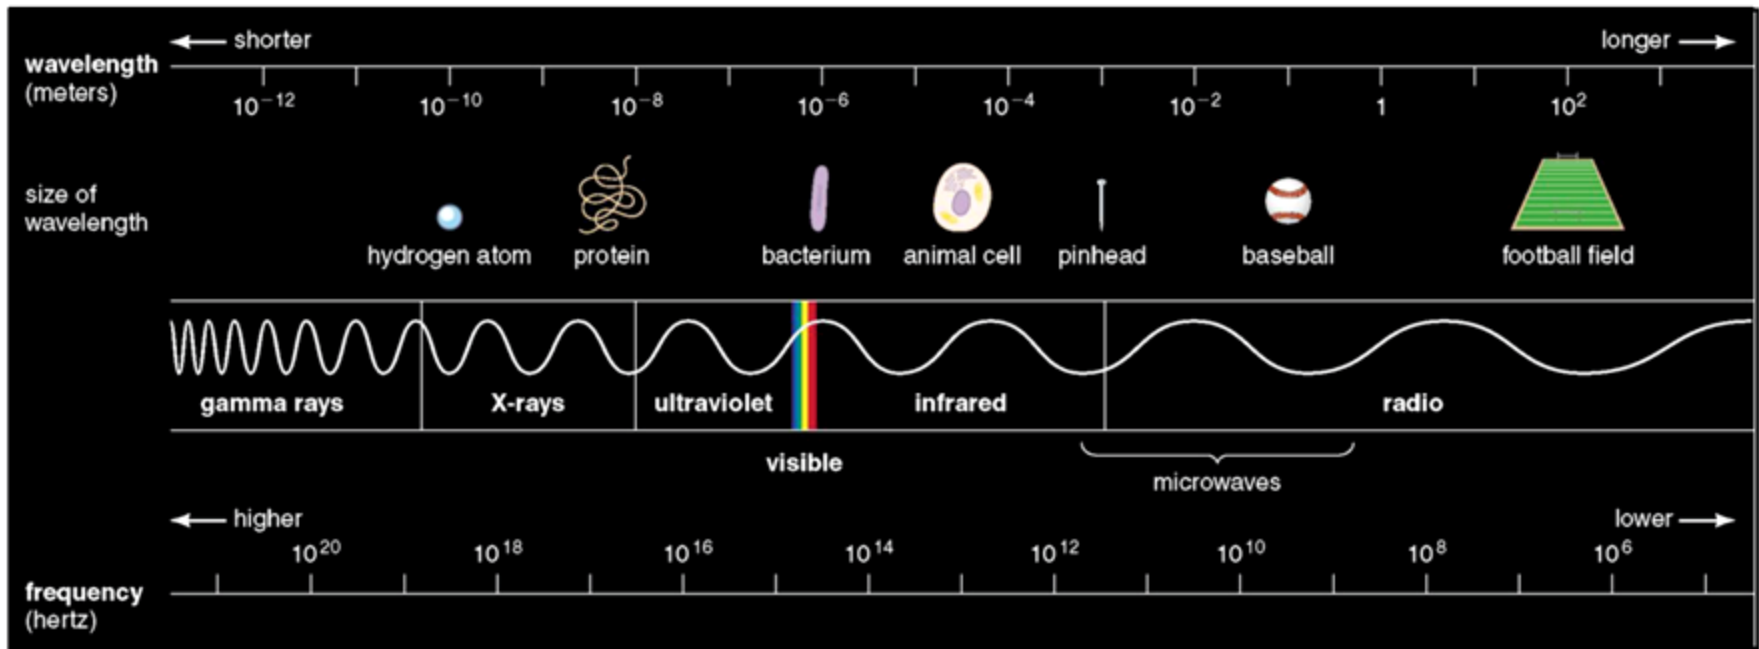 shorter longer
wavelength
(meters)
10⁻¹² 10⁻¹⁰ 10⁻⁸ 10⁻⁶ 10⁻⁴ 10⁻² 1 10²
size of
wavelength
hydrogen atom protein bacterium animal cell pinhead baseball football field
gamma rays X-rays ultraviolet infrared radio
visible
microwaves
higher lower
10²⁰ 10¹⁸ 10¹⁶ 10¹⁴ 10¹² 10¹⁰ 10⁸ 10⁶
frequency
(hertz)